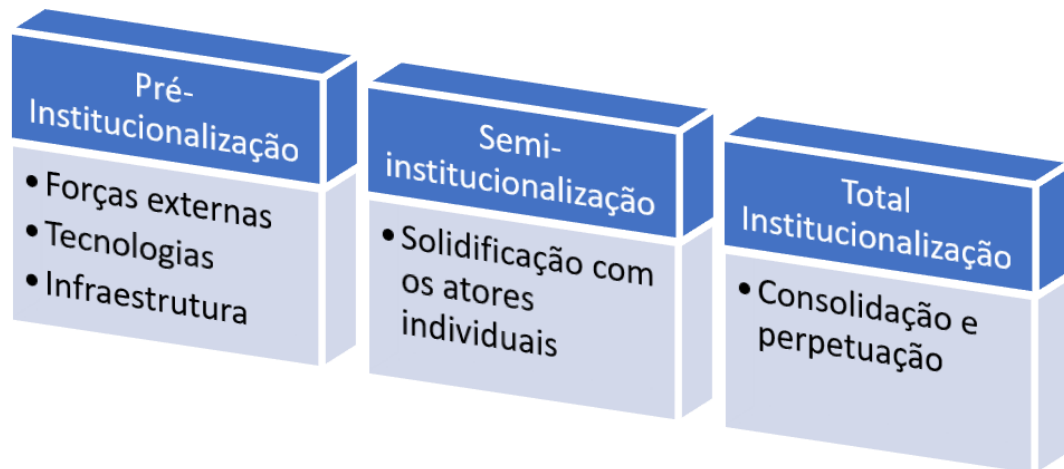 Pré-
Institucionalização
• Forças externas
• Tecnologias
• Infraestrutura
Semi-
institucionalização
• Solidificação com
os atores
individuais
Total
Institucionalização
• Consolidação e
perpetuação